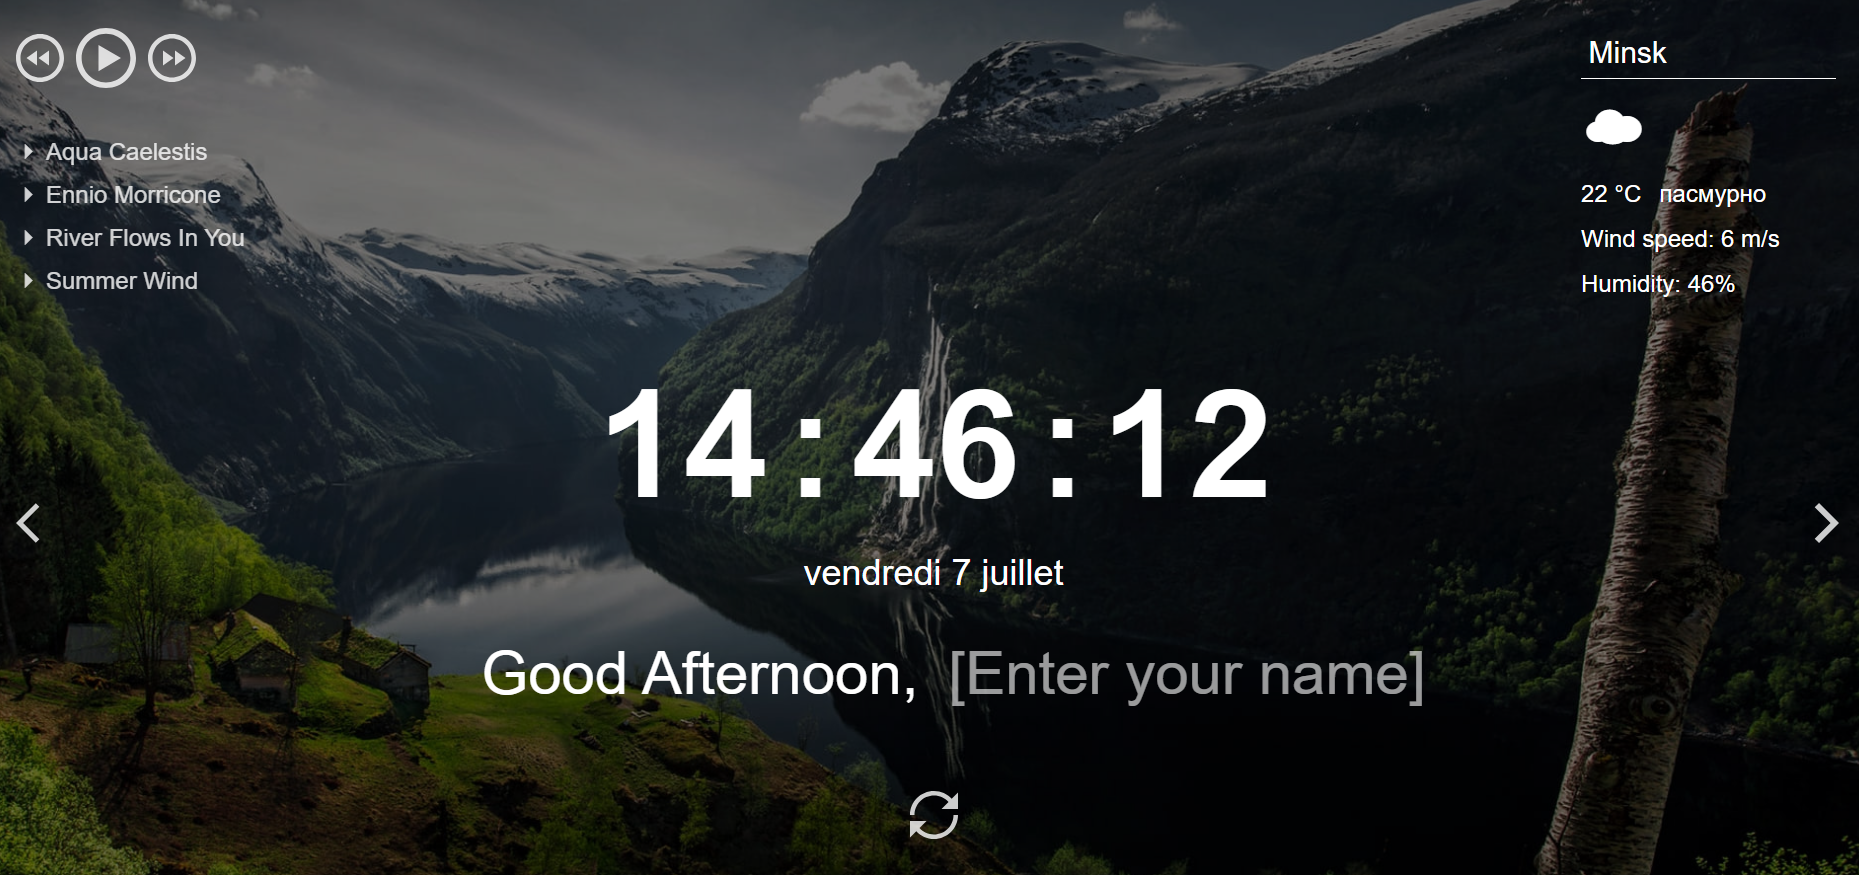 Minsk
Aqua Caelestis
Ennio Morricone
River Flows In You
Summer Wind
22 °C пасмурно
Wind speed: 6 m/s
Humidity: 46%
14:46:12
vendredi 7 juillet
Good Afternoon, [Enter your name]